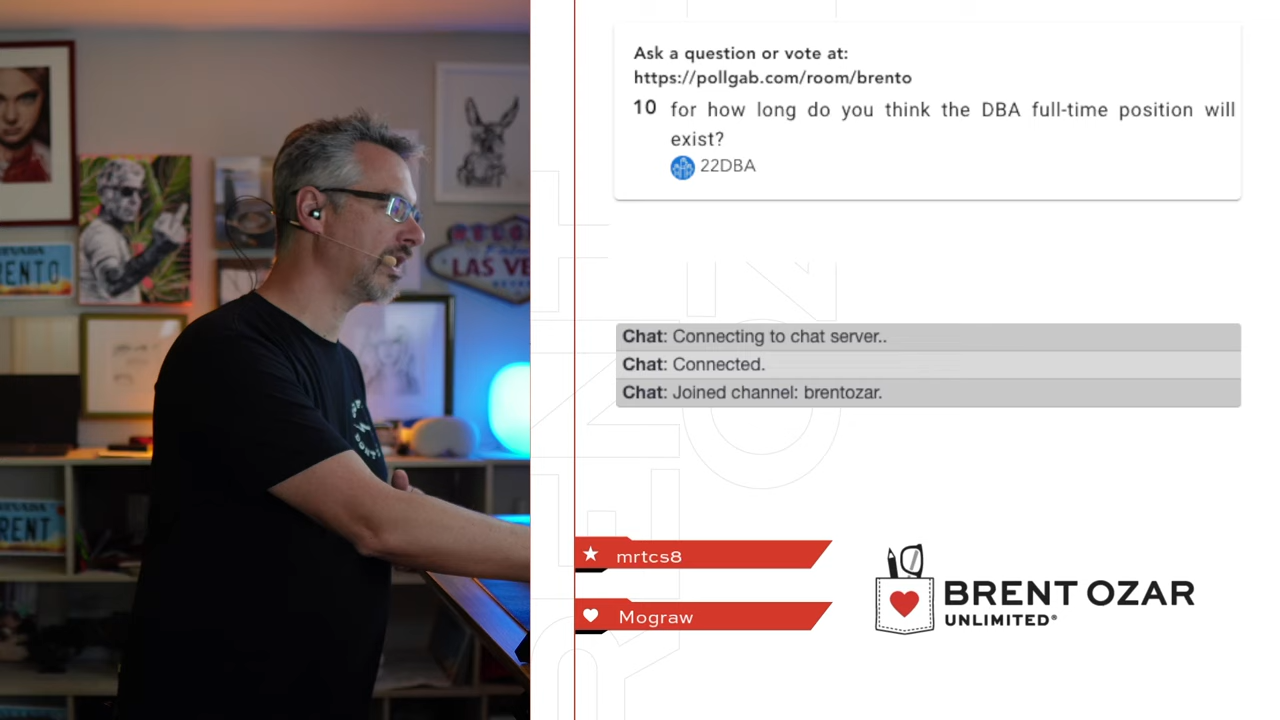 Ask a question or vote at:
https://pollgab.com/room/brento
10 for how long do you think the DBA full-time position will
exist?
22DBA
LAS VE
RENTO
Chat: Connecting to chat server..
Chat: Connected.
Chat: Joined channel: brentozar.
RENT
mrtcs8
Mograw
BRENT OZAR
UNLIMITED®